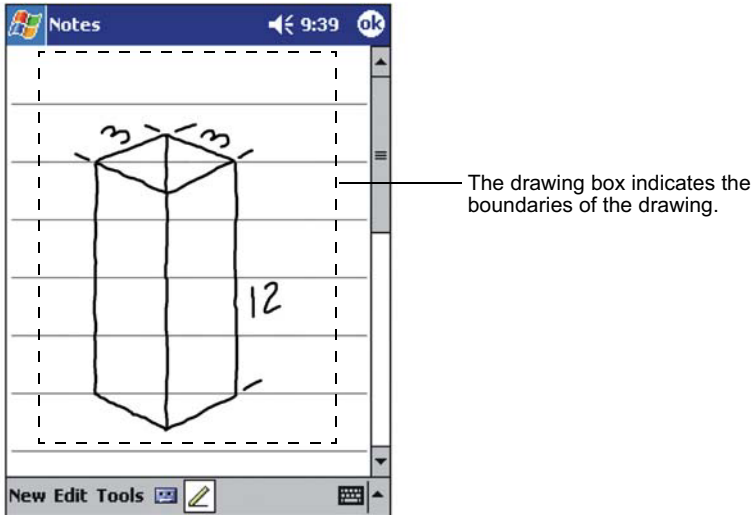 Notes 9:39 ok
3 3
The drawing box indicates the
boundaries of the drawing.
12
New Edit Tools